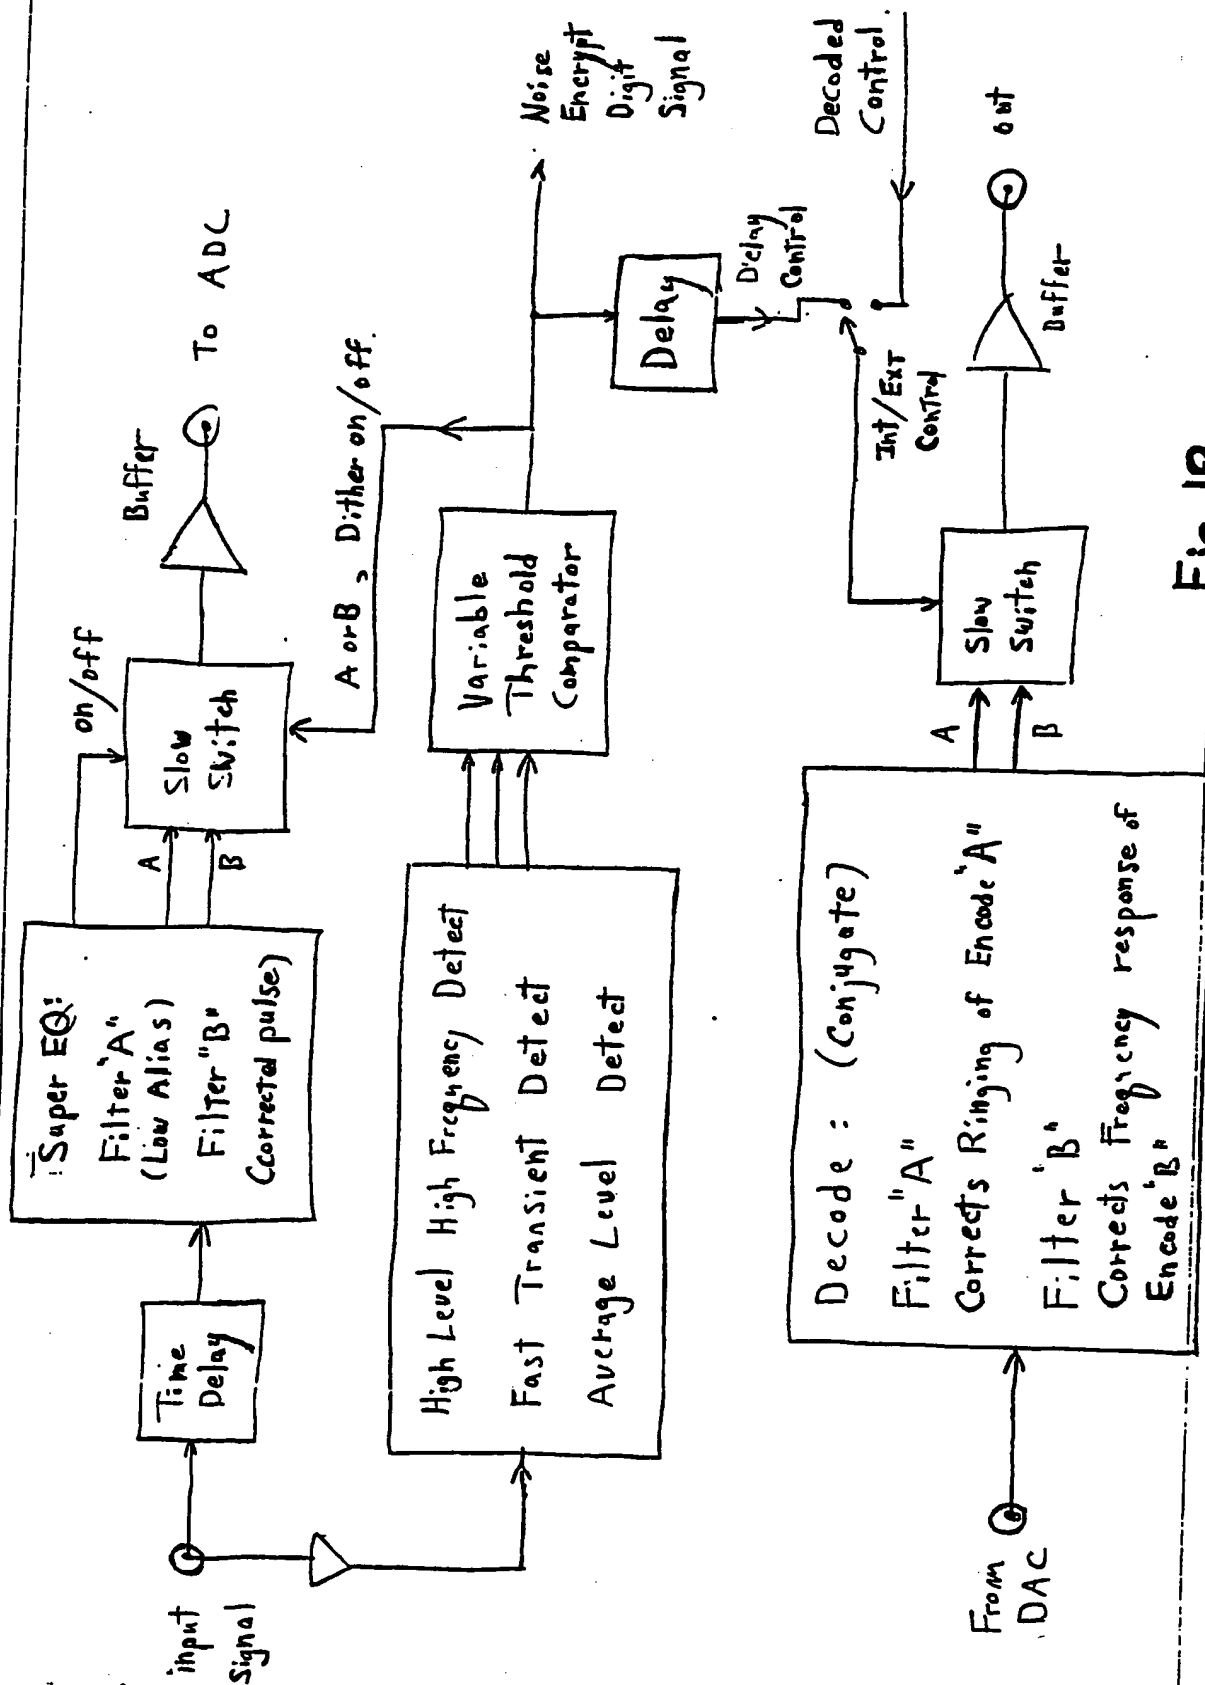 input
Signal
Time
Delay
Super EQ:
Filter "A"
(Low Alias)
Filter "B"
(corrected pulse)
on/off
A
B
Slow
Switch
Buffer
To ADC
A or B, Dither on/off
High Level High Frequency Detect
Fast Transient Detect
Average Level Detect
Variable
Threshold
Comparator
Noise
Encrypt
Digit
Signal
Delay
Delay
Control
Decoded
Control
Int/Ext
Control
From
DAC
Decode: (Conjugate)
Filter "A"
Corrects Ringing of Encode "A"
Filter "B"
Corrects Frequency response of
Encode "B"
A
B
Slow
Switch
Buffer
out